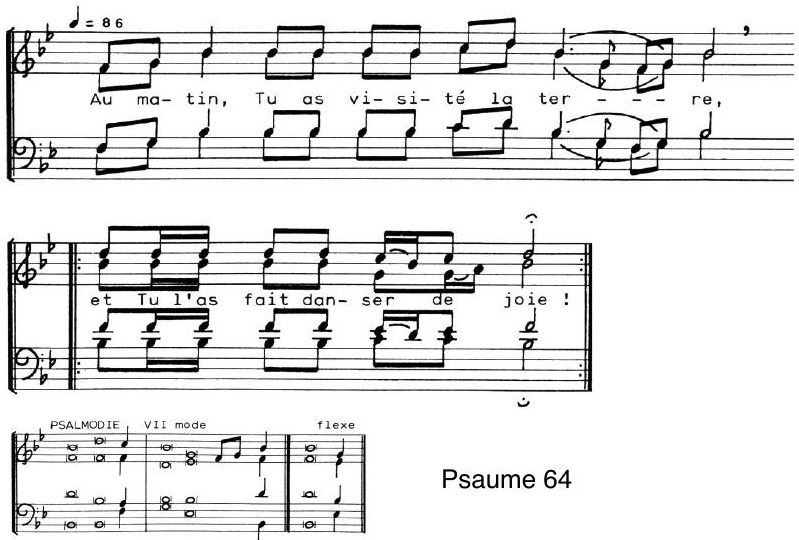 ♩ = 86
Au ma- tin, Tu as vi- si- té la ter - - - re,
et Tu l'as fait dan- ser de joie !
PSALMODIE VII mode flexe
Psaume 64